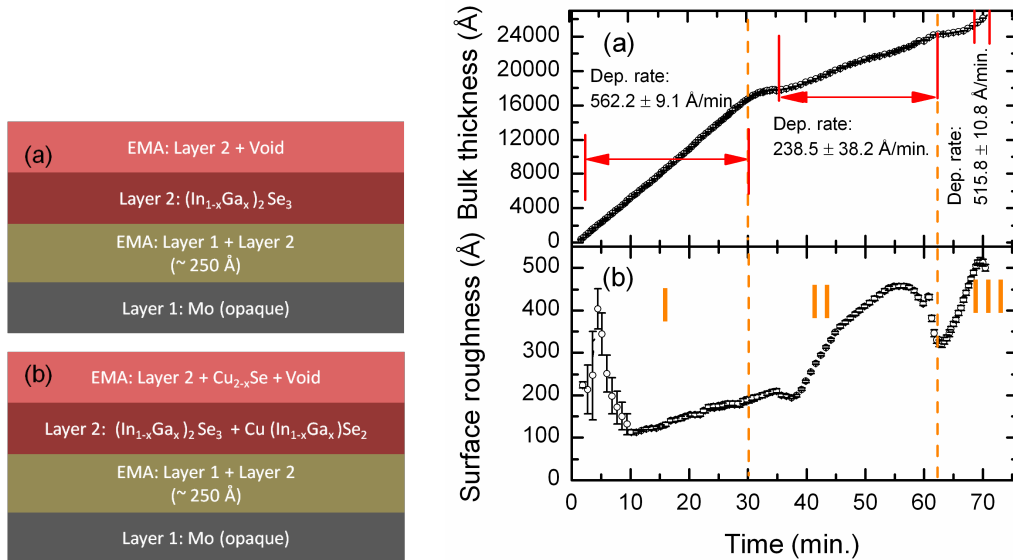 (a)
EMA: Layer 2 + Void
Layer 2: (In₁₋ₓGaₓ)₂Se₃
EMA: Layer 1 + Layer 2
(~ 250 Å)
Layer 1: Mo (opaque)
(b)
EMA: Layer 2 + Cu₂₋ₓSe + Void
Layer 2: (In₁₋ₓGaₓ)₂Se₃ + Cu (In₁₋ₓGaₓ)Se₂
EMA: Layer 1 + Layer 2
(~ 250 Å)
Layer 1: Mo (opaque)
Bulk thickness (Å)
24000
20000
16000
12000
8000
4000
0
(a)
Dep. rate:
562.2 ± 9.1 Å/min.
Dep. rate:
238.5 ± 38.2 Å/min.
Dep. rate:
515.8 ± 10.8 Å/min.
Surface roughness (Å)
500
400
300
200
100
0
(b)
I
II
III
0
10
20
30
40
50
60
70
Time (min.)